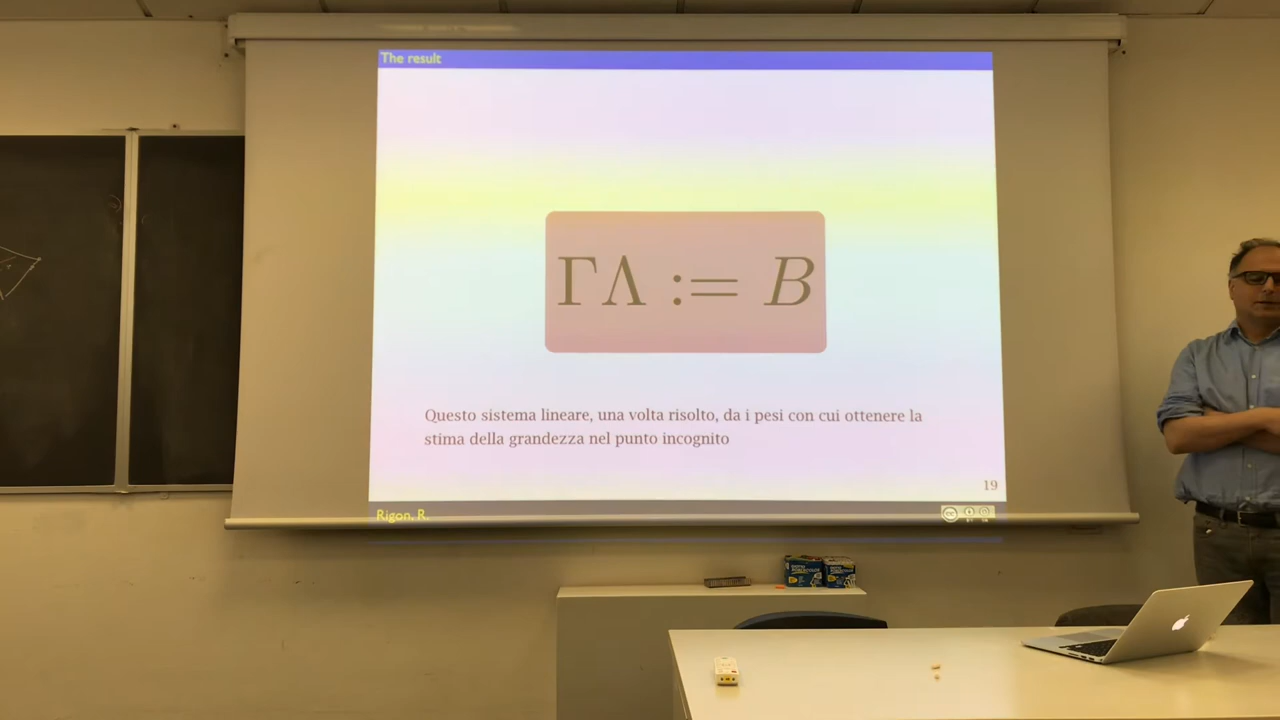 The result
ΓΛ := B
Questo sistema lineare, una volta risolto, da i pesi con cui ottenere la
stima della grandezza nel punto incognito
19
Rigon, R.
cc